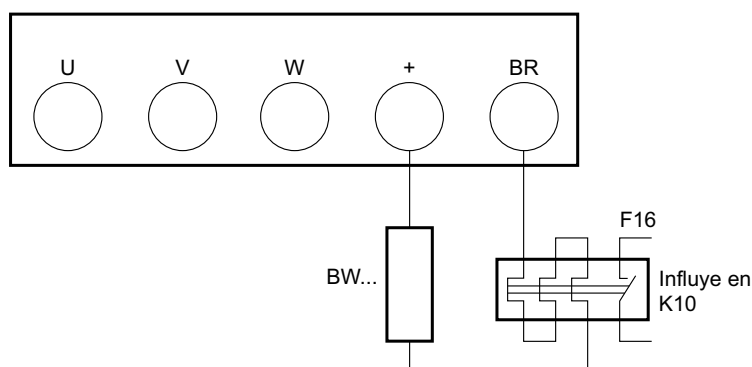 U
V
W
+
BR
F16
BW...
Influye en
K10